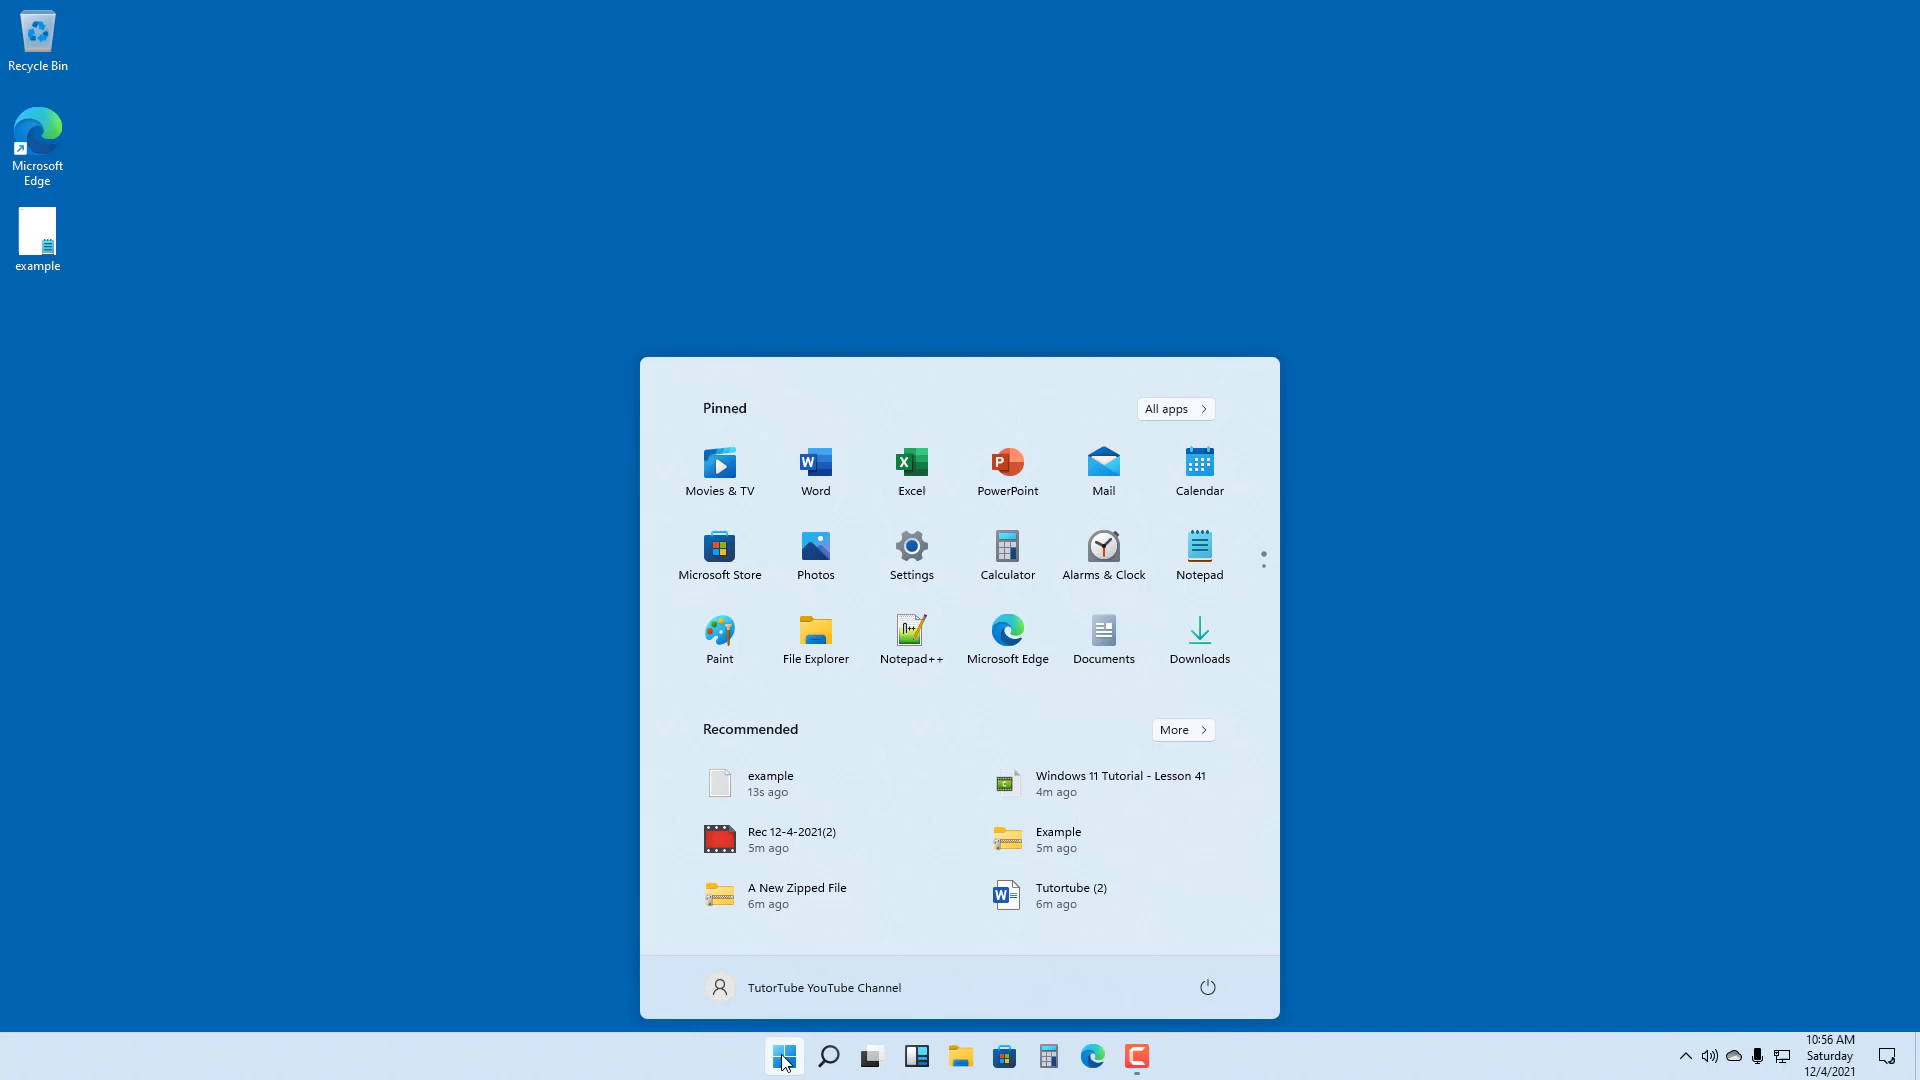 Recycle Bin
Microsoft
Edge
example
Pinned
All apps
Movies & TV
Word
Excel
PowerPoint
Mail
Calendar
Microsoft Store
Photos
Settings
Calculator
Alarms & Clock
Notepad
Paint
File Explorer
Notepad++
Microsoft Edge
Documents
Downloads
Recommended
More
example
13s ago
Windows 11 Tutorial - Lesson 41
4m ago
Rec 12-4-2021(2)
5m ago
Example
5m ago
A New Zipped File
6m ago
Tutortube (2)
6m ago
TutorTube YouTube Channel
10:56 AM
Saturday
12/4/2021